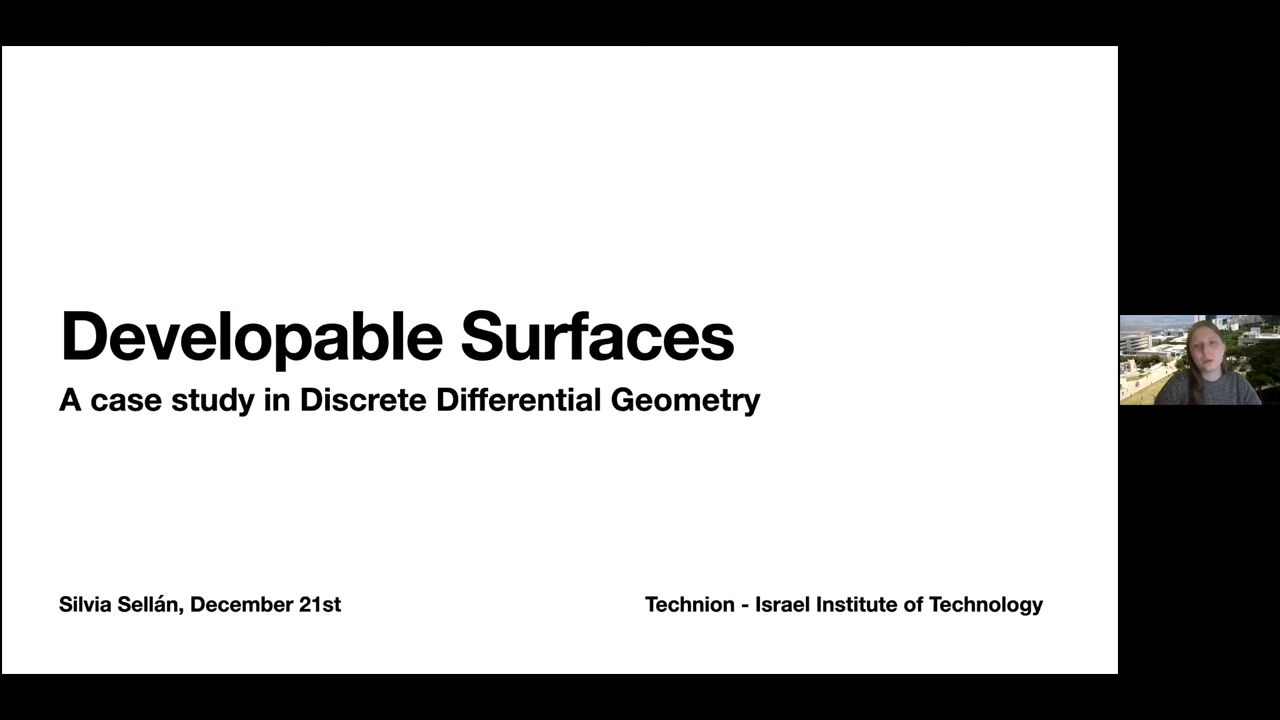 Developable Surfaces
A case study in Discrete Differential Geometry
Silvia Sellán, December 21st
Technion - Israel Institute of Technology